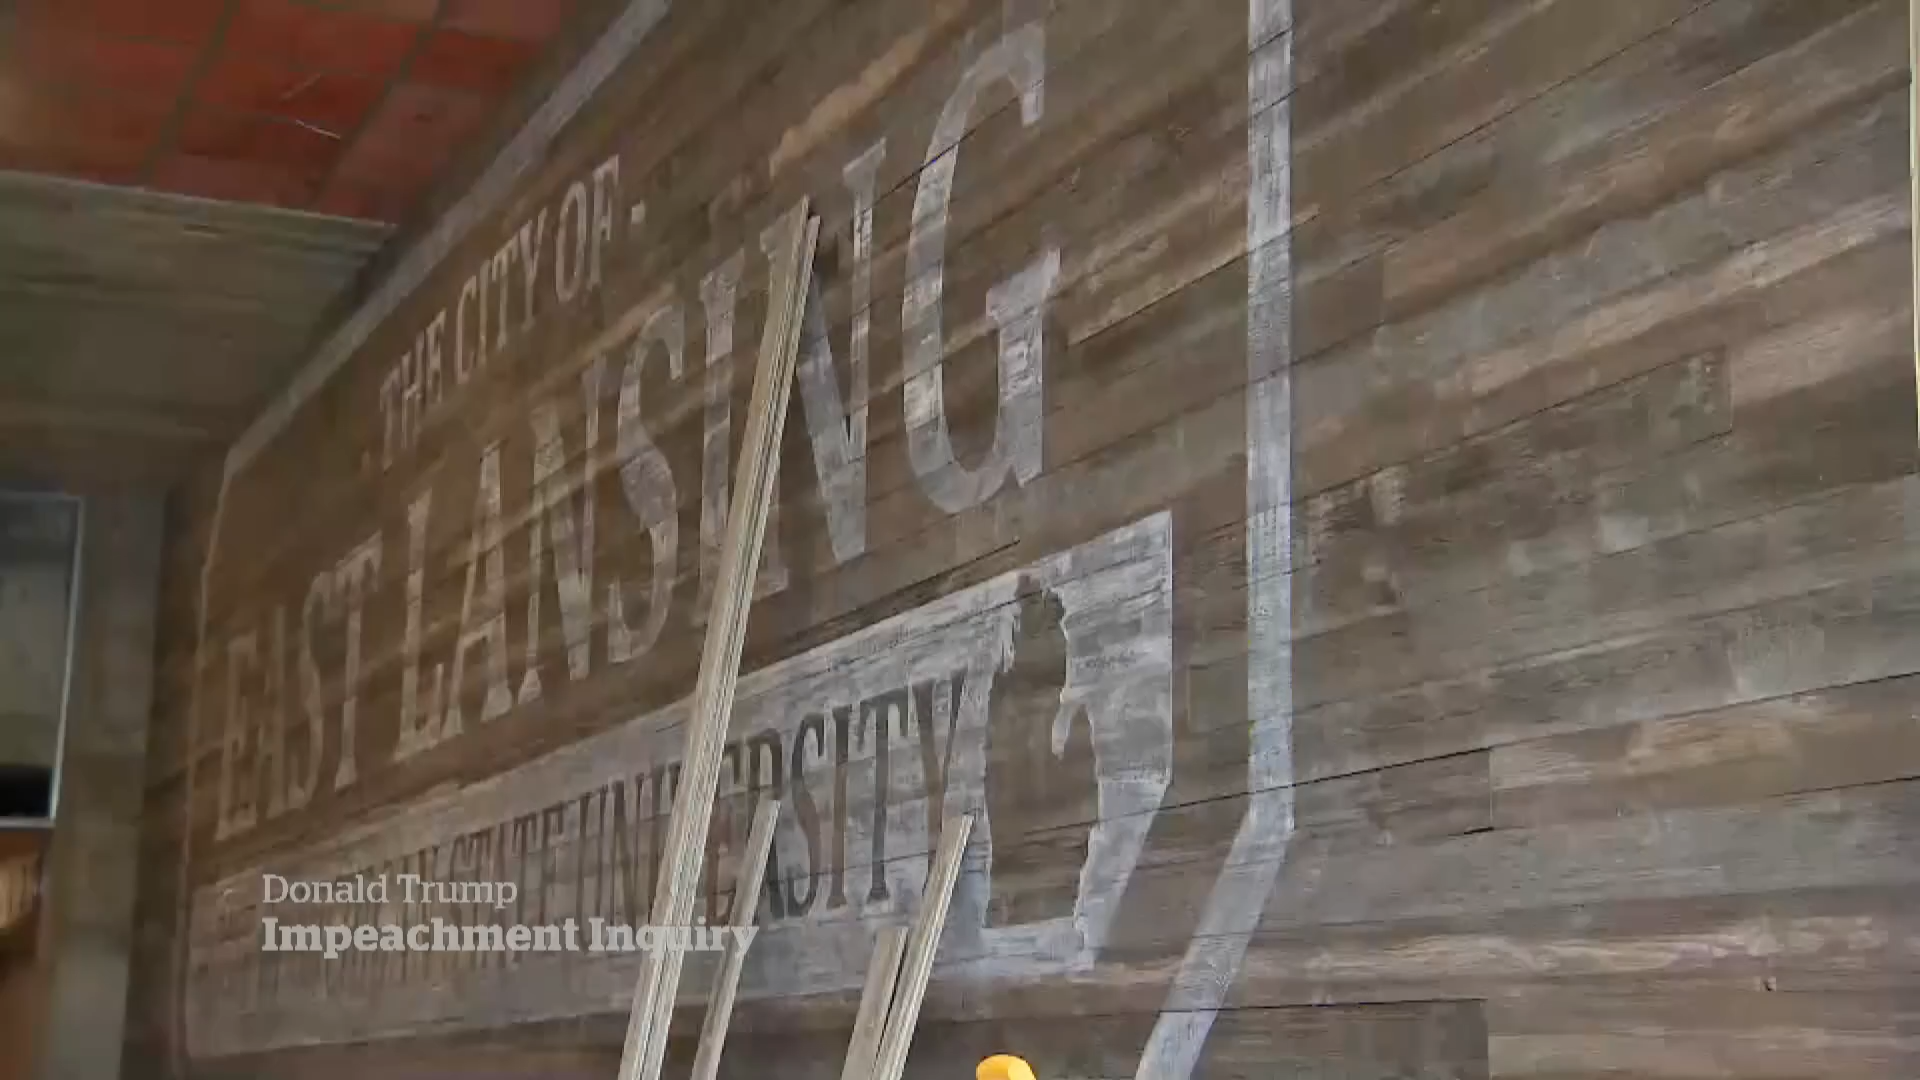 THE CITY OF
EAST LANSING
STATE UNIVERSITY
Donald Trump
Impeachment Inquiry